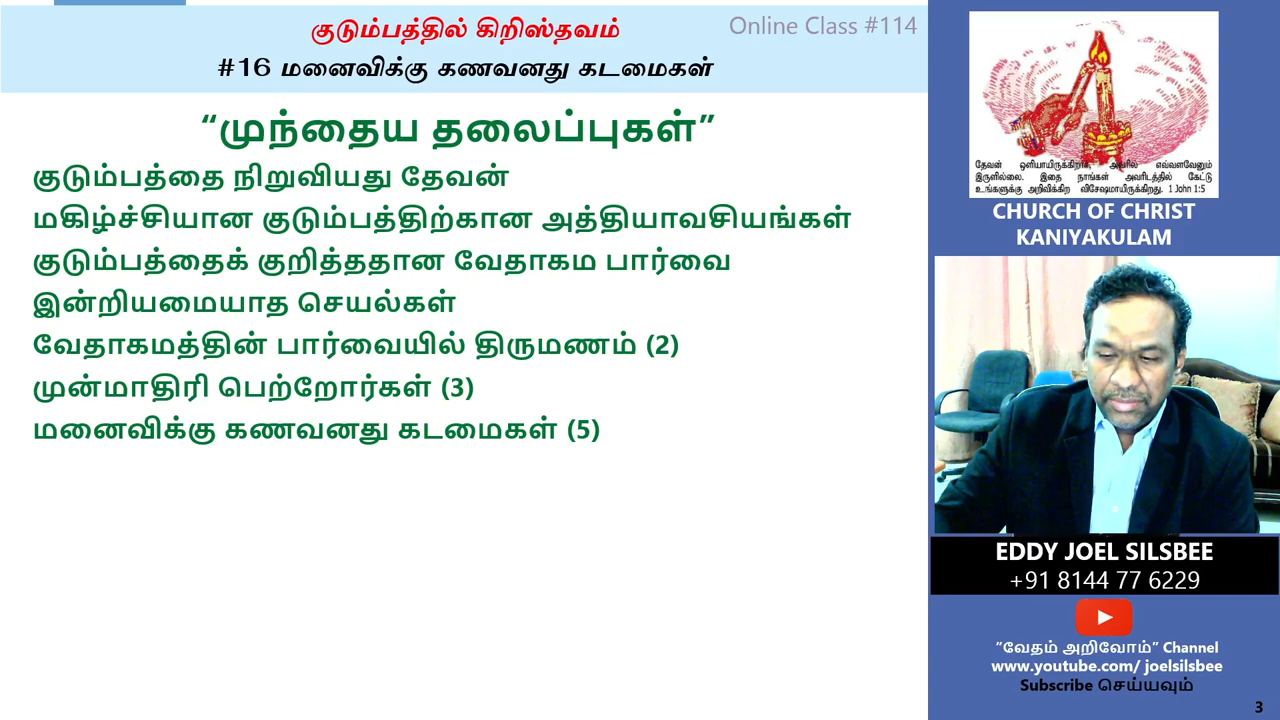 குடும்பத்தில் கிறிஸ்தவம்
Online Class #114
#16 மனைவிக்கு கணவனது கடமைகள்
“முந்தைய தலைப்புகள்”
குடும்பத்தை நிறுவியது தேவன்
மகிழ்ச்சியான குடும்பத்திற்கான அத்தியாவசியங்கள்
குடும்பத்தைக் குறித்ததான வேதாகம பார்வை
இன்றியமையாத செயல்கள்
வேதாகமத்தின் பார்வையில் திருமணம் (2)
முன்மாதிரி பெற்றோர்கள் (3)
மனைவிக்கு கணவனது கடமைகள் (5)
தேவன் ஒளியாயிருக்கிறார், அவரில் எவ்வளவேனும்
இருளில்லை. இதை நாங்கள் அவரிடத்தில் கேட்டு
உங்களுக்கு அறிவிக்கிற விசேஷமாயிருக்கிறது. 1 John 1:5
CHURCH OF CHRIST
KANIYAKULAM
EDDY JOEL SILSBEE
+91 8144 77 6229
”வேதம் அறிவோம்” Channel
www.youtube.com/ joelsilsbee
Subscribe செய்யவும்
3